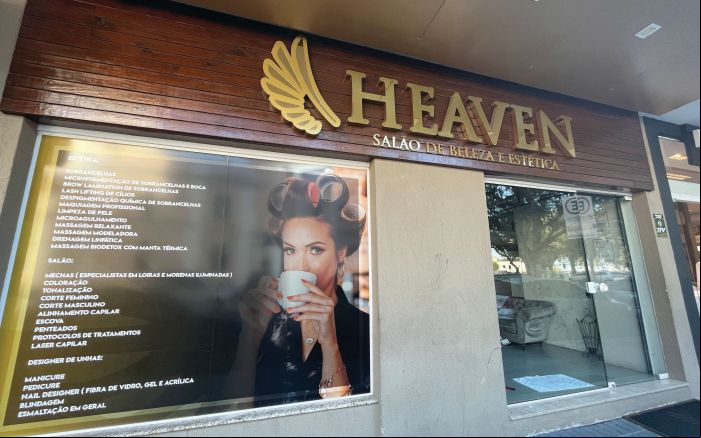 HEAVEN
SALÃO DE BELEZA E ESTÉTICA
ESTÉTICA:
SOBRANCELHAS
MICROPIGMENTAÇÃO DE SOBRANCELHAS E BOCA
BROW LAMINATION DE SOBRANCELHAS
LASH LIFTING DE CÍLIOS
DESPIGMENTAÇÃO QUÍMICA DE SOBRANCELHAS
MAQUIAGEM PROFISSIONAL
LIMPEZA DE PELE
MICROAGULHAMENTO
MASSAGEM RELAXANTE
MASSAGEM MODELADORA
DRENAGEM LINFÁTICA
MASSAGEM BIODETOX COM MANTA TÉRMICA
SALÃO:
MECHAS ( ESPECIALISTAS EM LOIRAS E MORENAS ILUMINADAS )
COLORAÇÃO
TONALIZAÇÃO
CORTE FEMININO
CORTE MASCULINO
ALINHAMENTO CAPILAR
ESCOVA
PENTEADOS
PROTOCOLOS DE TRATAMENTOS
LASER CAPILAR
DESIGNER DE UNHAS:
MANICURE
PEDICURE
NAIL DESIGNER ( FIBRA DE VIDRO, GEL E ACRÍLICA
BLINDAGEM
ESMALTAÇÃO EM GERAL